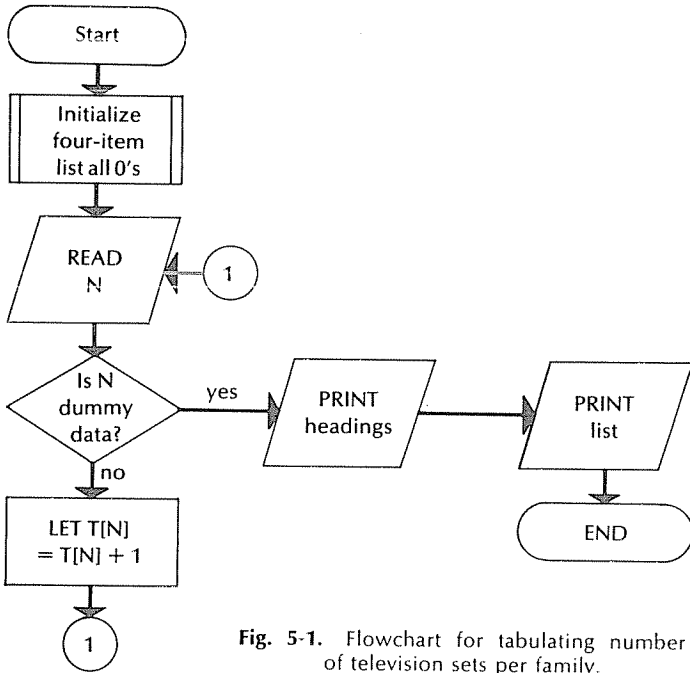 Start
Initialize
four-item
list all 0's
READ
N
1
Is N
dummy
data?
yes
PRINT
headings
PRINT
list
END
no
LET T[N]
= T[N] + 1
1
Fig. 5-1. Flowchart for tabulating number
of television sets per family.